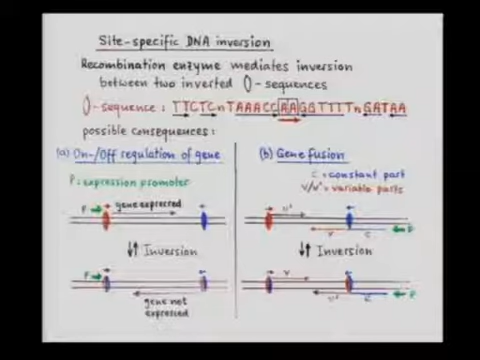 Site-specific DNA inversion
Recombination enzyme mediates inversion
between two inverted ()-sequences
()-sequence: TTCTCnTAAACCAAGGTTTTnGATAA
possible consequences:
(a) On-/Off regulation of gene
P=expression promoter
P gene expressed
Inversion
P
gene not
expressed
(b) Gene fusion
C=constant part
V/V'=variable parts
V'
V C P
Inversion
V
V' C P